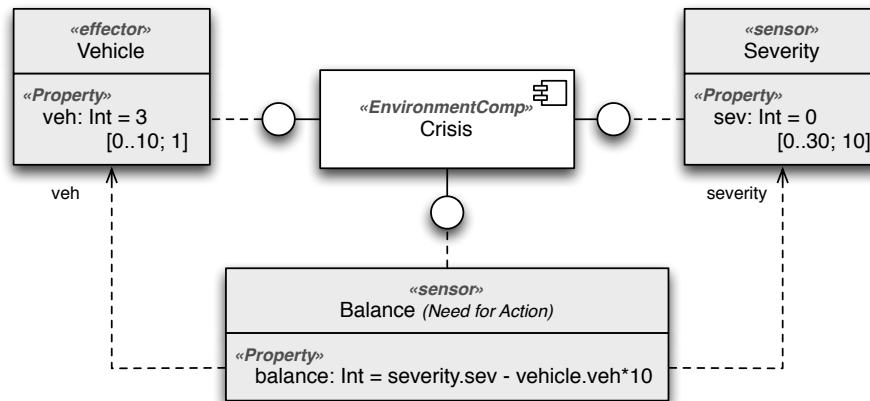 «effector»
Vehicle
«Property»
veh: Int = 3
[0..10; 1]
«EnvironmentComp»
Crisis
«sensor»
Severity
«Property»
sev: Int = 0
[0..30; 10]
veh
severity
«sensor»
Balance (Need for Action)
«Property»
balance: Int = severity.sev - vehicle.veh*10